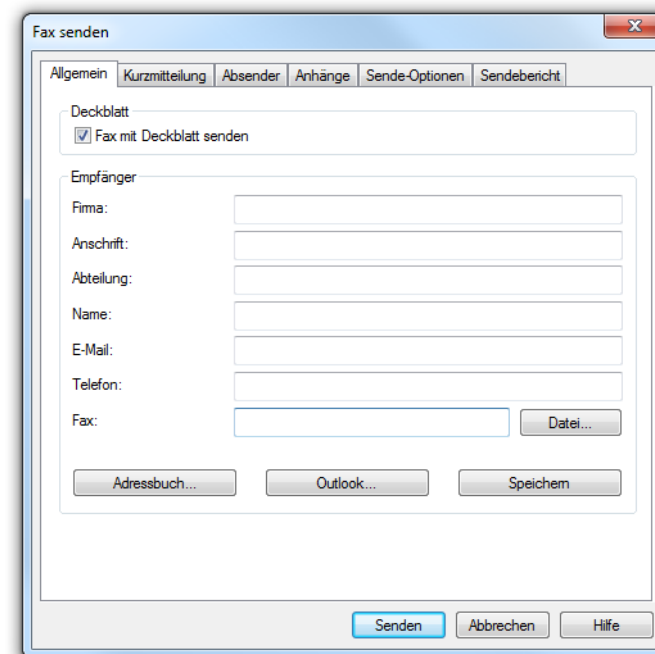 Fax senden
Allgemein Kurzmitteilung Absender Anhänge Sende-Optionen Sendebericht
Deckblatt
Fax mit Deckblatt senden
Empfänger
Firma:
Anschrift:
Abteilung:
Name:
E-Mail:
Telefon:
Fax: Datei...
Adressbuch... Outlook... Speichern
Senden Abbrechen Hilfe